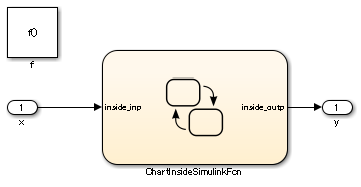 f()
f
1
inside_inp
inside_outp
1
x
y
ChartInsideSimulinkFcn